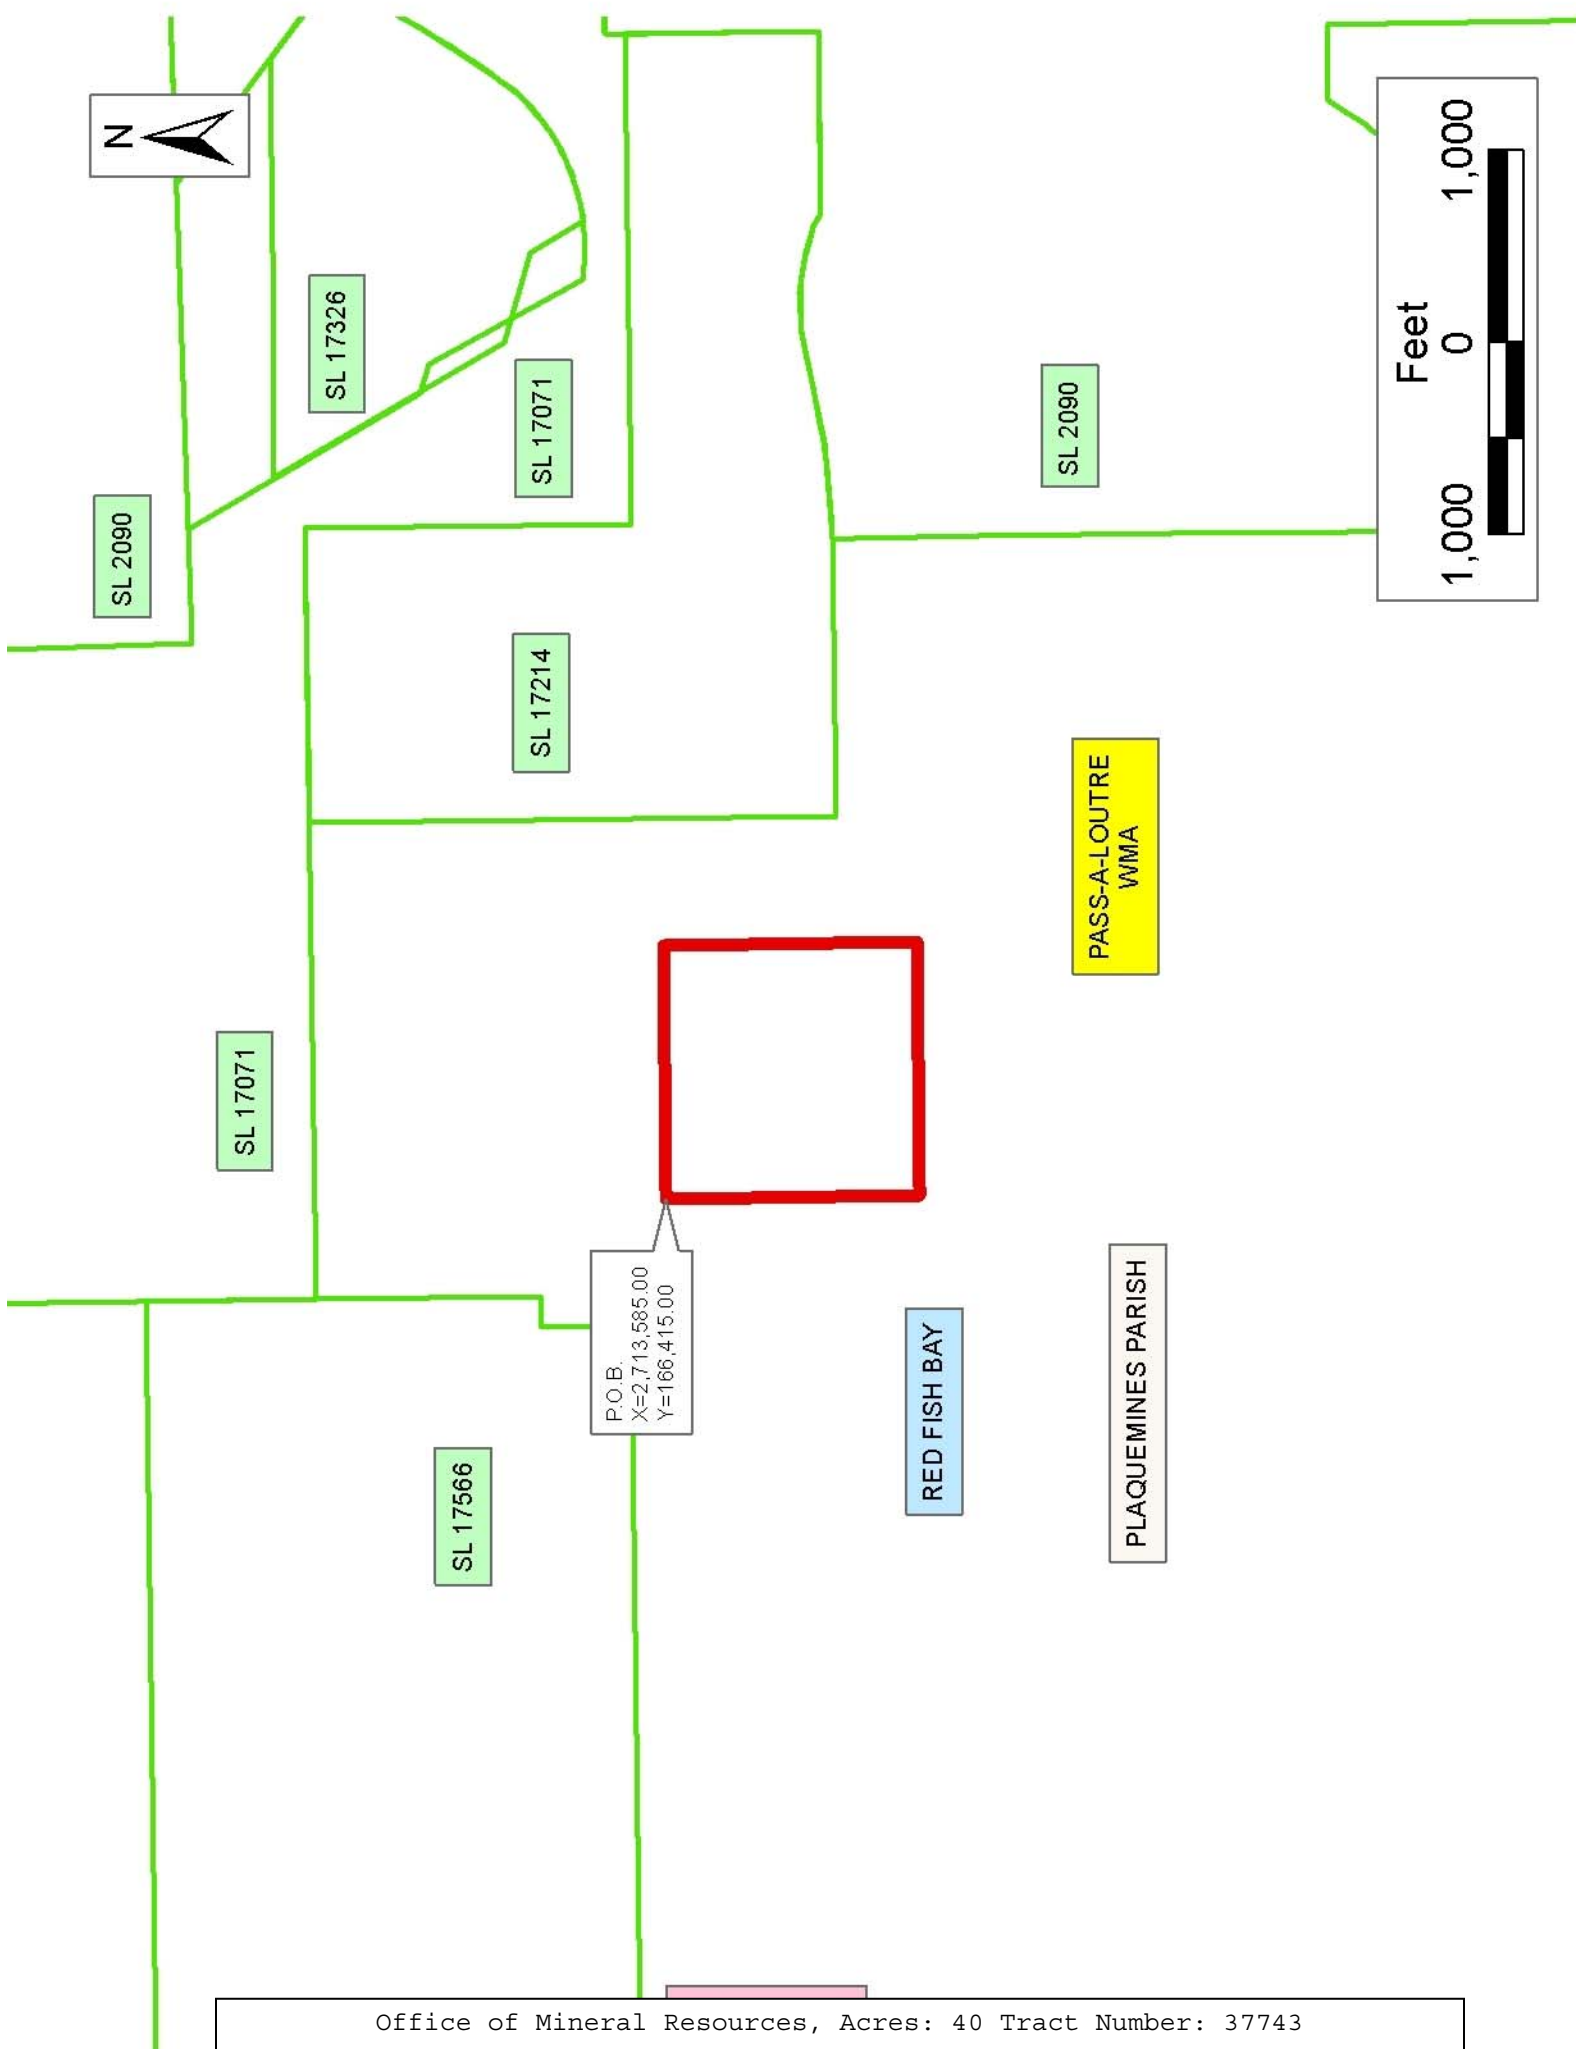 N
SL 2090
SL 17326
SL 17071
SL 17214
SL 17071
SL 2090
Feet
1,000 0 1,000
PASS-A-LOUTRE
WMA
P.O.B.
X=2,713,585.00
Y=166,415.00
SL 17566
RED FISH BAY
PLAQUEMINES PARISH
Office of Mineral Resources, Acres: 40 Tract Number: 37743